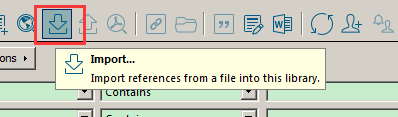 Import...
ons
Import references from a file into this library.
Contains